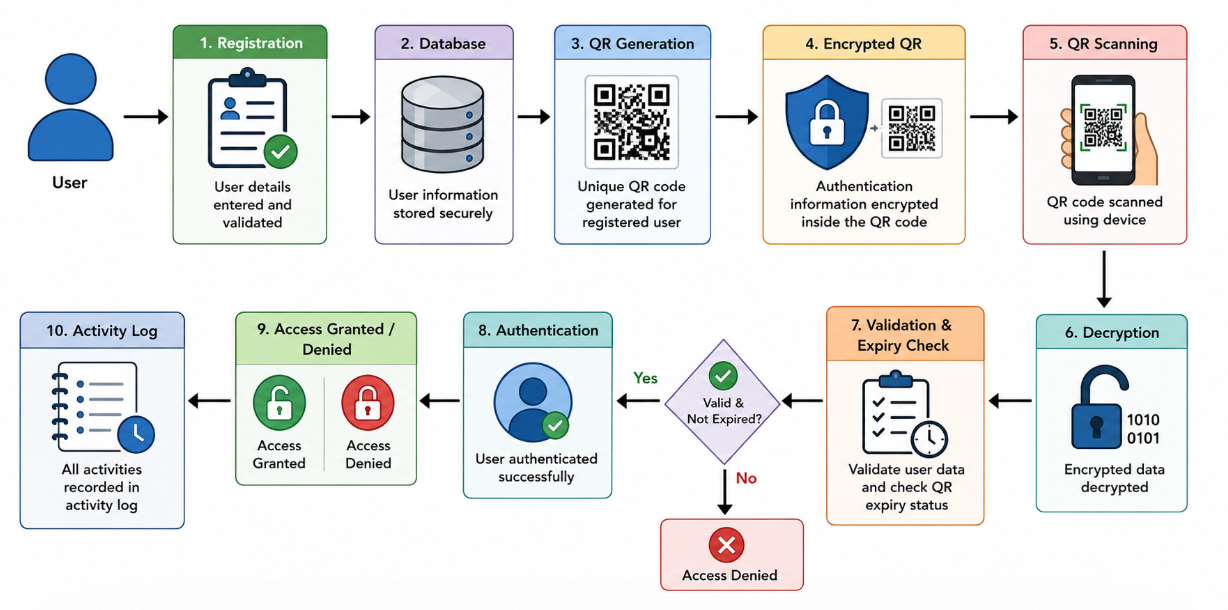 User
1. Registration
User details
entered and
validated
2. Database
User information
stored securely
3. QR Generation
Unique QR code
generated for
registered user
4. Encrypted QR
Authentication
information encrypted
inside the QR code
5. QR Scanning
QR code scanned
using device
6. Decryption
1010
0101
Encrypted data
decrypted
7. Validation &
Expiry Check
Validate user data
and check QR
expiry status
Valid &
Not Expired?
Yes
No
Access Denied
8. Authentication
User authenticated
successfully
9. Access Granted /
Denied
Access
Granted
Access
Denied
10. Activity Log
All activities
recorded in
activity log